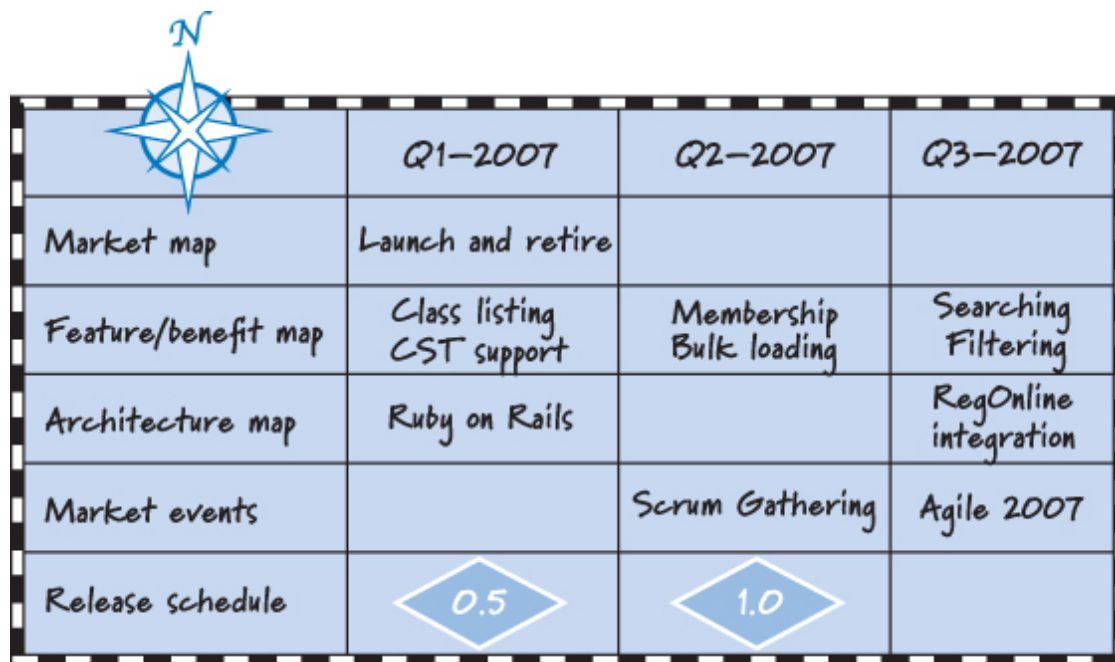 N
Q1–2007 Q2–2007 Q3–2007
Market map Launch and retire
Feature/benefit map Class listing Membership Searching
CST support Bulk loading Filtering
Architecture map Ruby on Rails RegOnline
integration
Market events Scrum Gathering Agile 2007
Release schedule 0.5 1.0